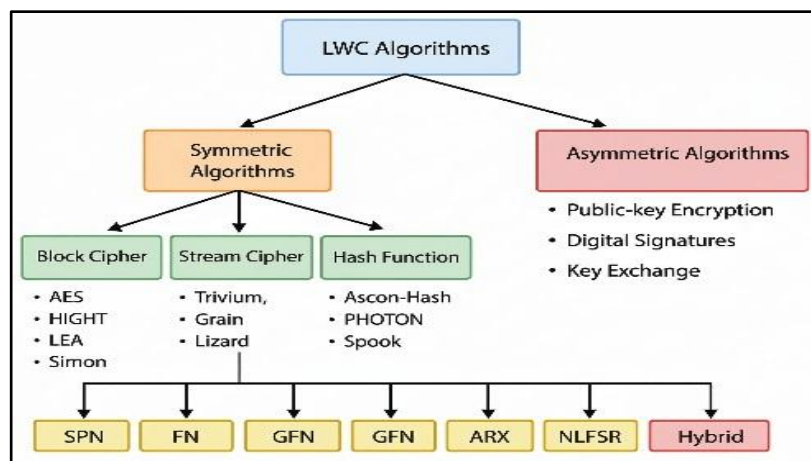 LWC Algorithms
Symmetric
Algorithms
Asymmetric Algorithms
• Public-key Encryption
• Digital Signatures
• Key Exchange
Block Cipher
• AES
• HIGHT
• LEA
• Simon
Stream Cipher
• Trivium,
• Grain
• Lizard
Hash Function
• Ascon-Hash
• PHOTON
• Spook
SPN
FN
GFN
GFN
ARX
NLFSR
Hybrid